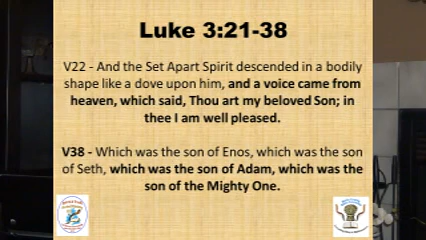 Luke 3:21-38
V22 - And the Set Apart Spirit descended in a bodily
shape like a dove upon him, and a voice came from
heaven, which said, Thou art my beloved Son; in
thee I am well pleased.
V38 - Which was the son of Enos, which was the son
of Seth, which was the son of Adam, which was the
son of the Mighty One.